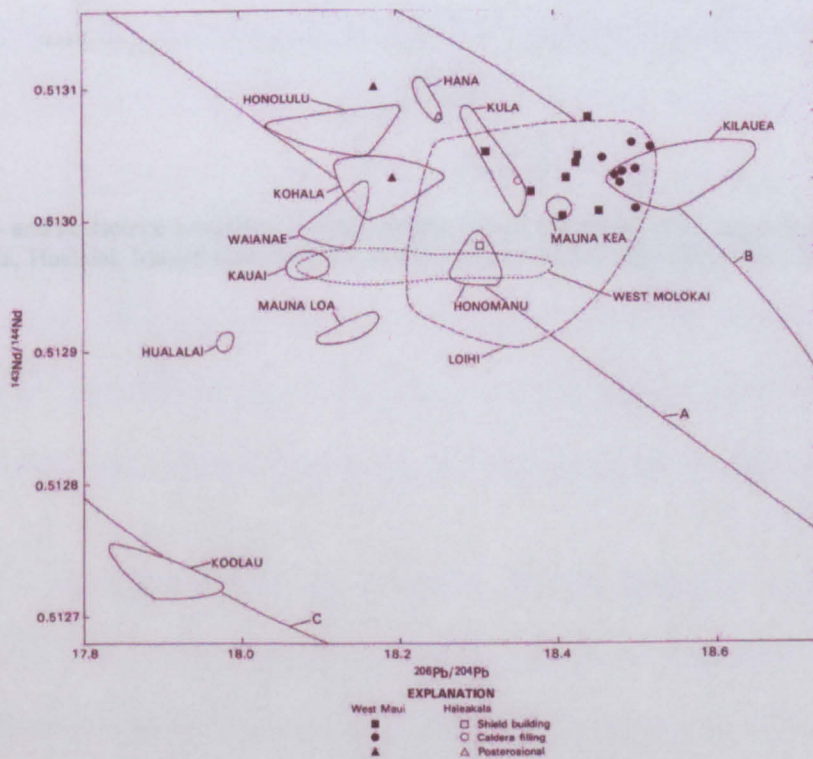 0.5131
0.5130
0.5129
0.5128
0.5127
143Nd/144Nd
HANA
HONOLULU
KULA
KILAUEA
KOHALA
WAIANAE
MAUNA KEA
KAUAI
B
WEST MOLOKAI
MAUNA LOA
HONOMANU
HUALALAI
LOIHI
A
KOOLAU
C
17.8 18.0 18.2 18.4 18.6
206Pb/204Pb
EXPLANATION
West Maui Haleakala
Shield building
Caldera filling
Posterosional